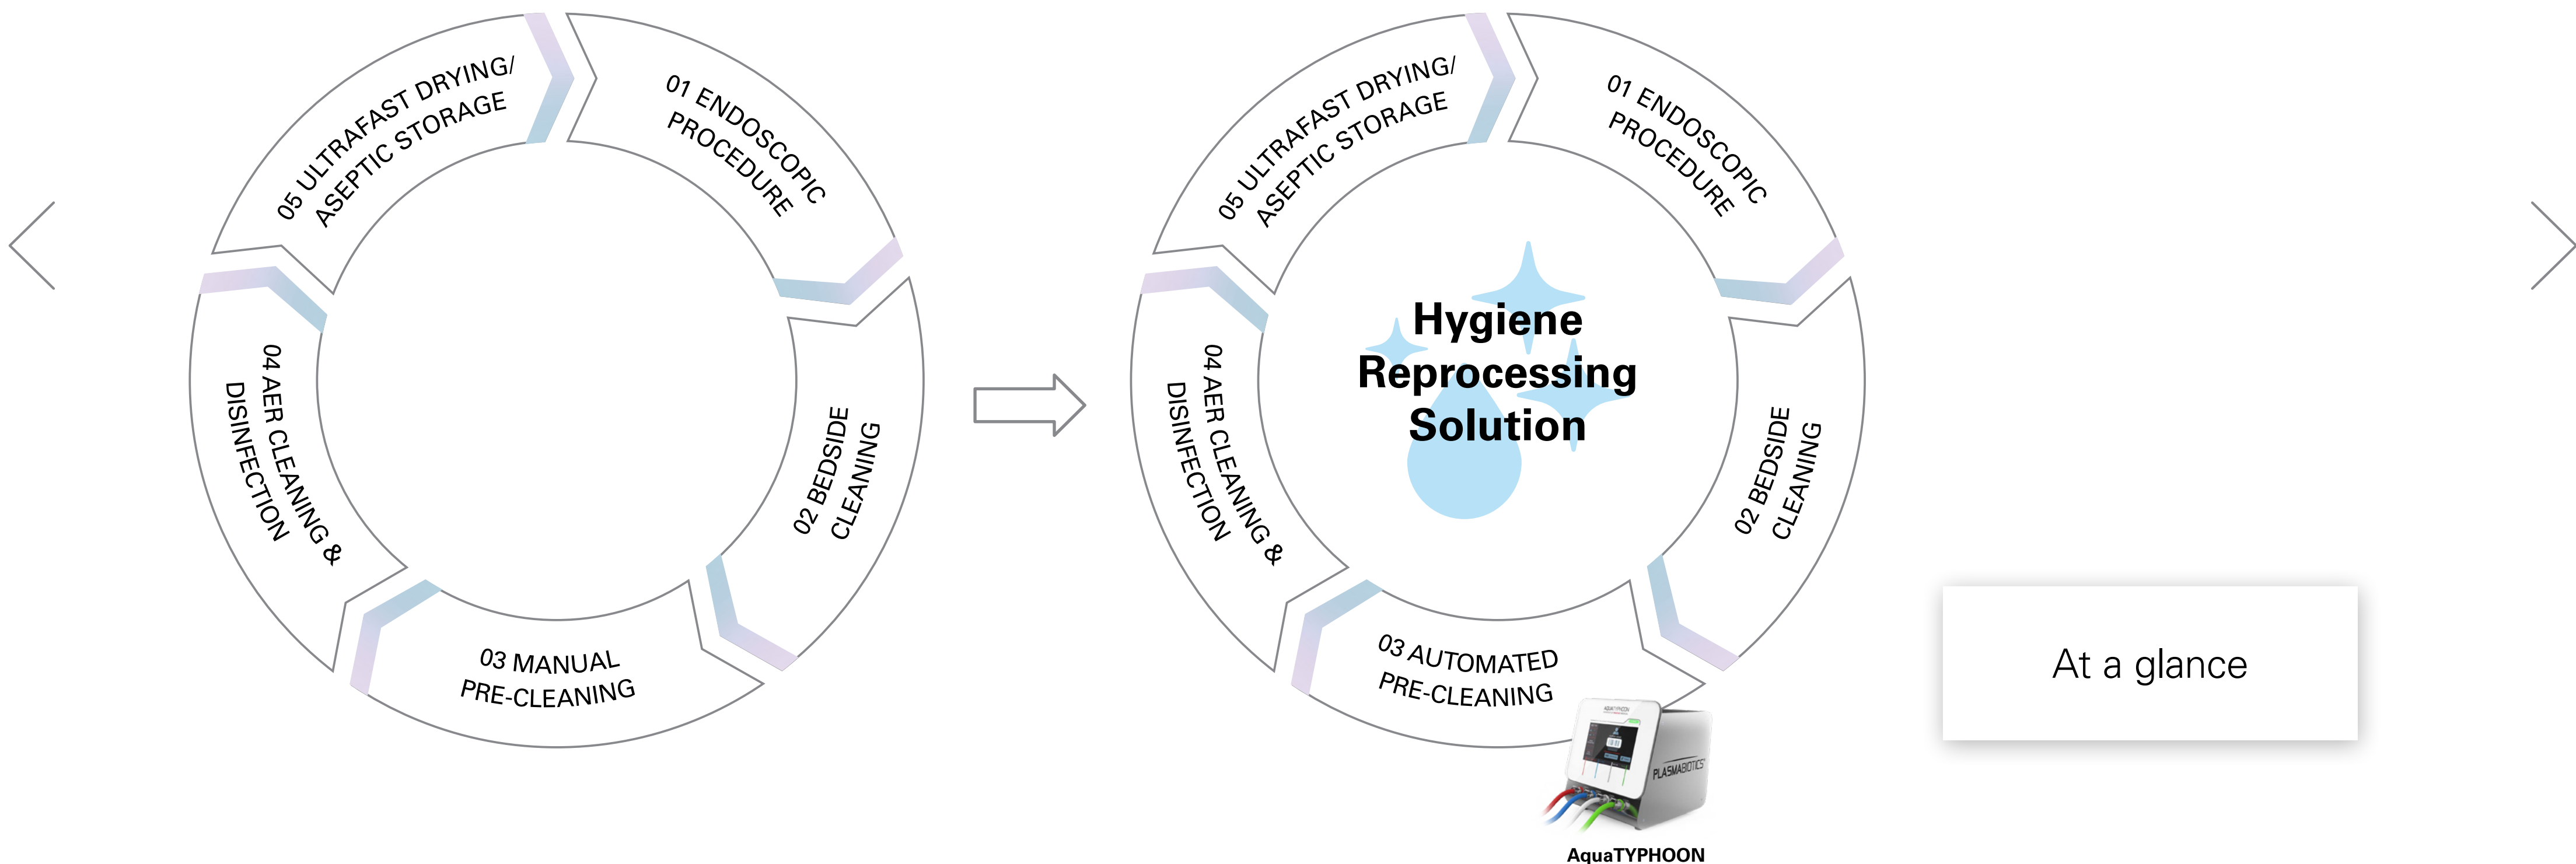 01 ENDOSCOPIC
PROCEDURE
02 BEDSIDE
CLEANING
03 MANUAL
PRE-CLEANING
04 AER CLEANING &
DISINFECTION
05 ULTRAFAST DRYING/
ASEPTIC STORAGE
01 ENDOSCOPIC
PROCEDURE
02 BEDSIDE
CLEANING
03 AUTOMATED
PRE-CLEANING
04 AER CLEANING &
DISINFECTION
05 ULTRAFAST DRYING/
ASEPTIC STORAGE
Hygiene
Reprocessing
Solution
AQUATYPHOON
PLASMABIOTICS
AquaTYPHOON
At a glance